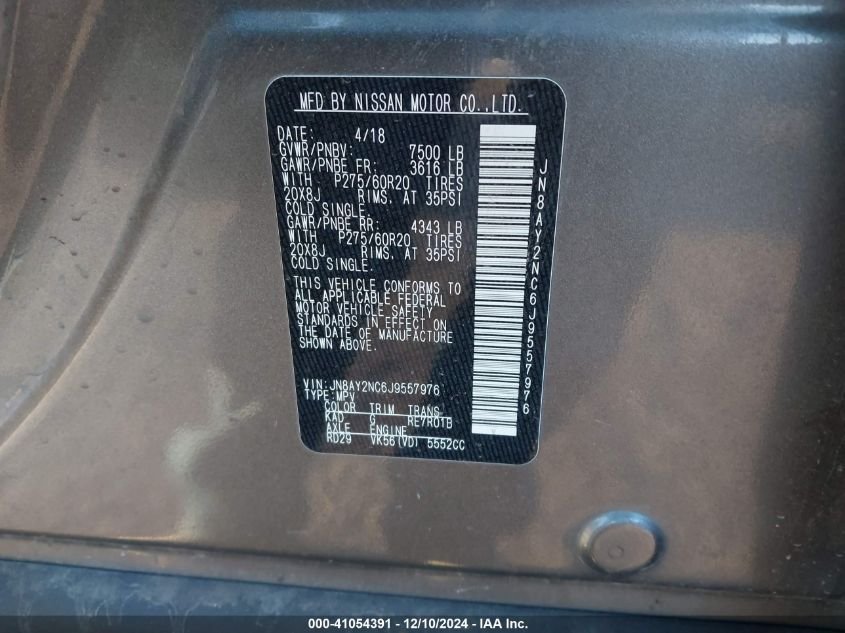 MFD BY NISSAN MOTOR CO.,LTD.
DATE: 4/18
GVWR/PNBV: 7500 LB
GAWR/PNBE FR: 3616 LB
WITH P275/60R20 TIRES
20X8J RIMS. AT 35PSI
COLD SINGLE.
GAWR/PNBE RR: 4343 LB
WITH P275/60R20 TIRES
20X8J RIMS. AT 35PSI
COLD SINGLE.
THIS VEHICLE CONFORMS TO
ALL APPLICABLE FEDERAL
MOTOR VEHICLE SAFETY
STANDARDS IN EFFECT ON
THE DATE OF MANUFACTURE
SHOWN ABOVE.
VIN:JN8AY2NC6J9557976
TYPE:MPV
COLOR TRIM TRANS
KAD G RE7R01B
AXLE ENGINE
RD29 VK56(VD) 5552CC
JN8AY2NC6J9557976
000-41054391 - 12/10/2024 - IAA Inc.